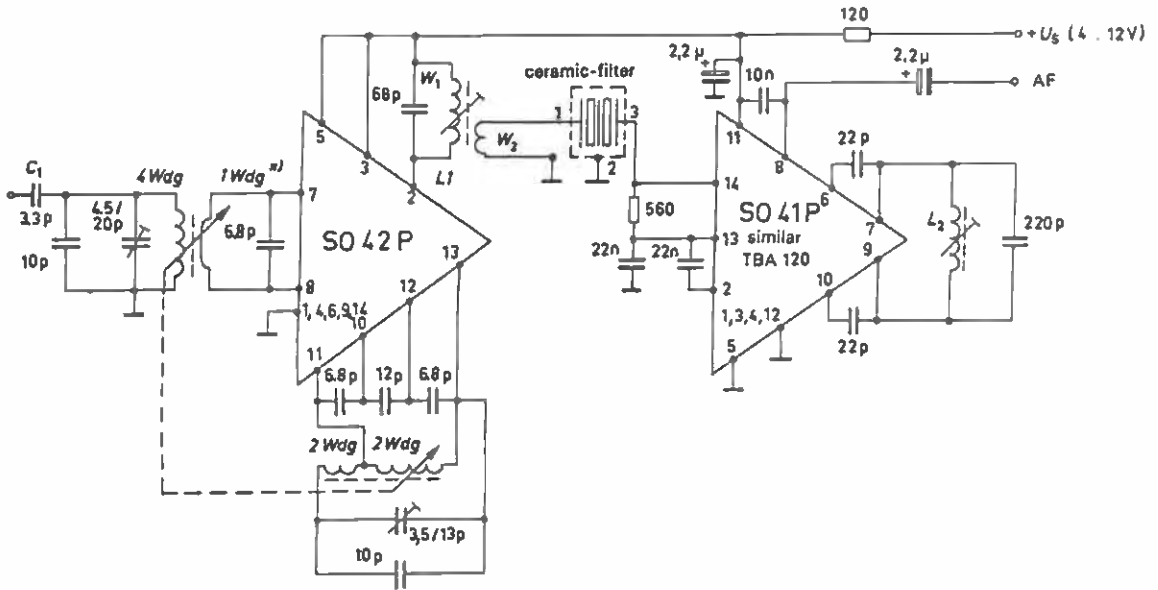 120
+U_S (4 . 12V)
2,2µ
+
2,2µ
+
AF
10n
ceramic-filter
W₁
68p
1
3
2
W₂
L1
5
3
2
11
8
22p
C₁
3.3p
4Wdg
1Wdg x)
4.5/
20p
10p
6.8p
7
8
SO 42 P
13
12
1,4,6,9,14
10
11
14
560
13
22n
22n
2
SO 41P
similar
TBA 120
6
7
9
10
L₂
220p
1,3,4,12
22p
5
6.8p
12p
6.8p
2Wdg
2Wdg
3,5/13p
10p